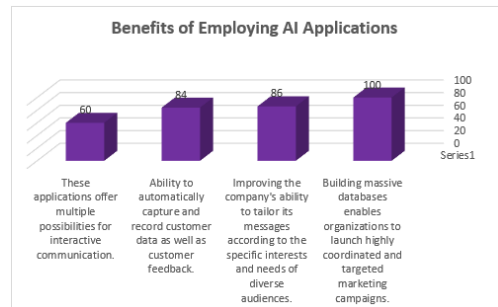 Benefits of Employing AI Applications
60
84
86
100
100
80
60
40
20
0
Series1
These
applications offer
multiple
possibilities for
interactive
communication.
Ability to
automatically
capture and
record customer
data as well as
customer
feedback.
Improving the
company's ability
to tailor its
messages
according to the
specific interests
and needs of
diverse
audiences.
Building massive
databases
enables
organizations to
launch highly
coordinated and
targeted
marketing
campaigns.